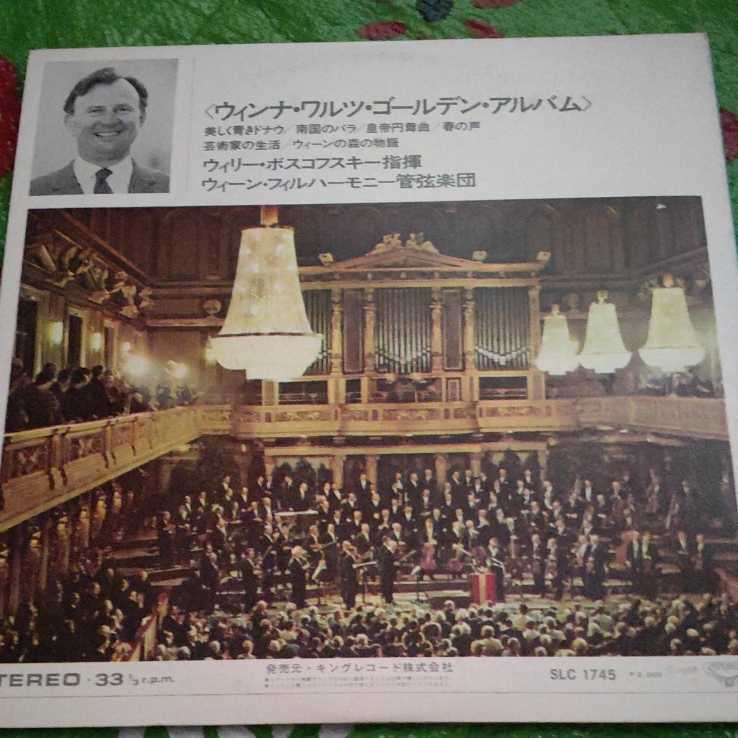 〈ウィンナ・ワルツ・ゴールデン・アルバム〉
美しく青きドナウ/南国のバラ/皇帝円舞曲/春の声
芸術家の生活/ウィーンの森の物語
ウィリー・ボスコフスキー指揮
ウィーン・フィルハーモニー管弦楽団
発売元・キングレコード株式会社
STEREO・33 1/3 r.p.m.
SLC 1745